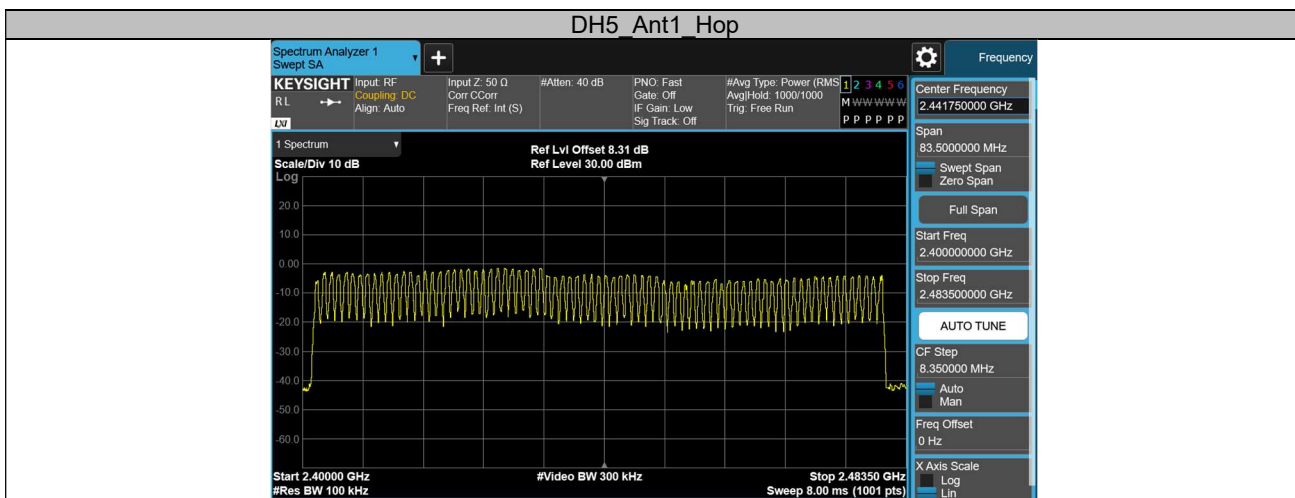 DH5_Ant1_Hop
Spectrum Analyzer 1
Swept SA
+
Frequency
KEYSIGHT
RL
LXI
Input: RF
Coupling: DC
Align: Auto
Input Z: 50 Ω
Corr CCorr
Freq Ref: Int (S)
#Atten: 40 dB
PNO: Fast
Gate: Off
IF Gain: Low
Sig Track: Off
#Avg Type: Power (RMS
Avg|Hold: 1000/1000
Trig: Free Run
1 2 3 4 5 6
M W W W W W
P P P P P P
1 Spectrum
Scale/Div 10 dB
Ref Lvl Offset 8.31 dB
Ref Level 30.00 dBm
Log
20.0
10.0
0.00
-10.0
-20.0
-30.0
-40.0
-50.0
-60.0
Start 2.40000 GHz
#Res BW 100 kHz
#Video BW 300 kHz
Stop 2.48350 GHz
Sweep 8.00 ms (1001 pts)
Center Frequency
2.441750000 GHz
Span
83.5000000 MHz
Swept Span
Zero Span
Full Span
Start Freq
2.400000000 GHz
Stop Freq
2.483500000 GHz
AUTO TUNE
CF Step
8.350000 MHz
Auto
Man
Freq Offset
0 Hz
X Axis Scale
Log
Lin